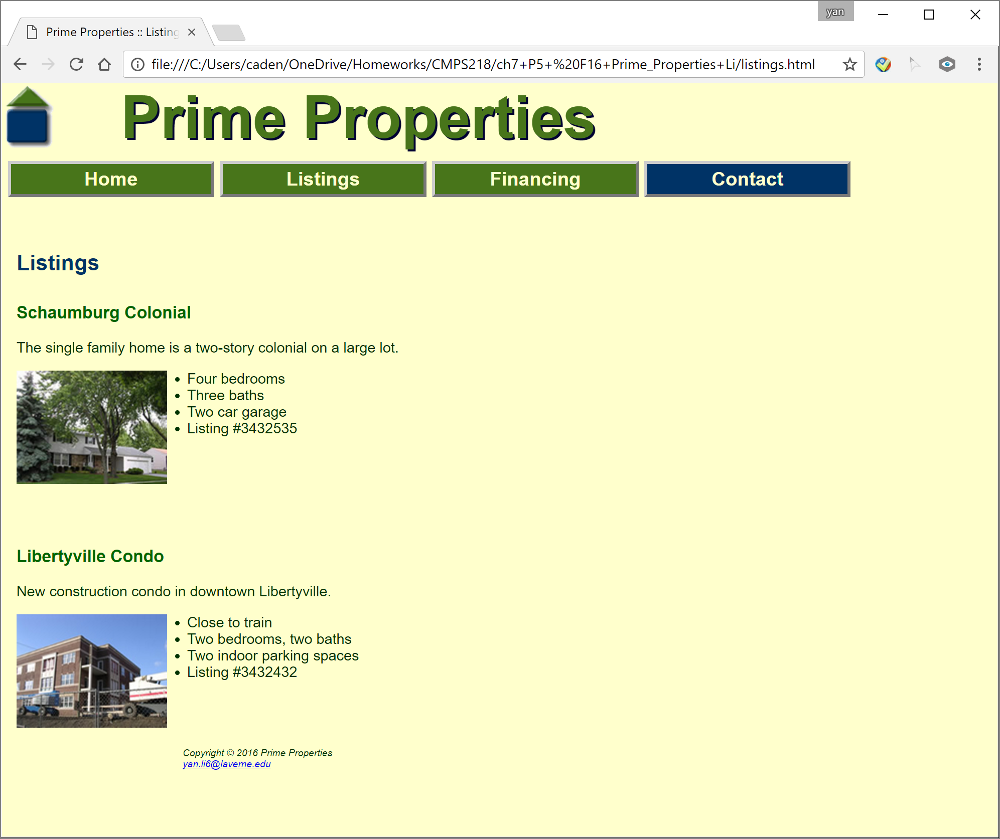 yan
Prime Properties :: Listing
file:///C:/Users/caden/OneDrive/Homeworks/CMPS218/ch7+P5+%20F16+Prime_Properties+Li/listings.html
Prime Properties
Home Listings Financing Contact
Listings
Schaumburg Colonial
The single family home is a two-story colonial on a large lot.
• Four bedrooms
• Three baths
• Two car garage
• Listing #3432535
Libertyville Condo
New construction condo in downtown Libertyville.
• Close to train
• Two bedrooms, two baths
• Two indoor parking spaces
• Listing #3432432
Copyright © 2016 Prime Properties
yan.li6@laverne.edu